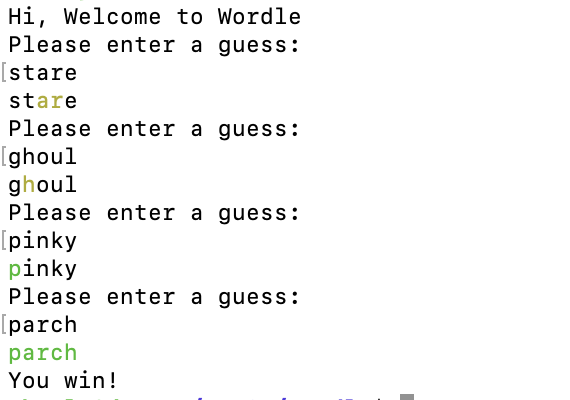 Hi, Welcome to Wordle
Please enter a guess:
[stare
stare
Please enter a guess:
[ghoul
ghoul
Please enter a guess:
[pinky
pinky
Please enter a guess:
[parch
parch
You win!